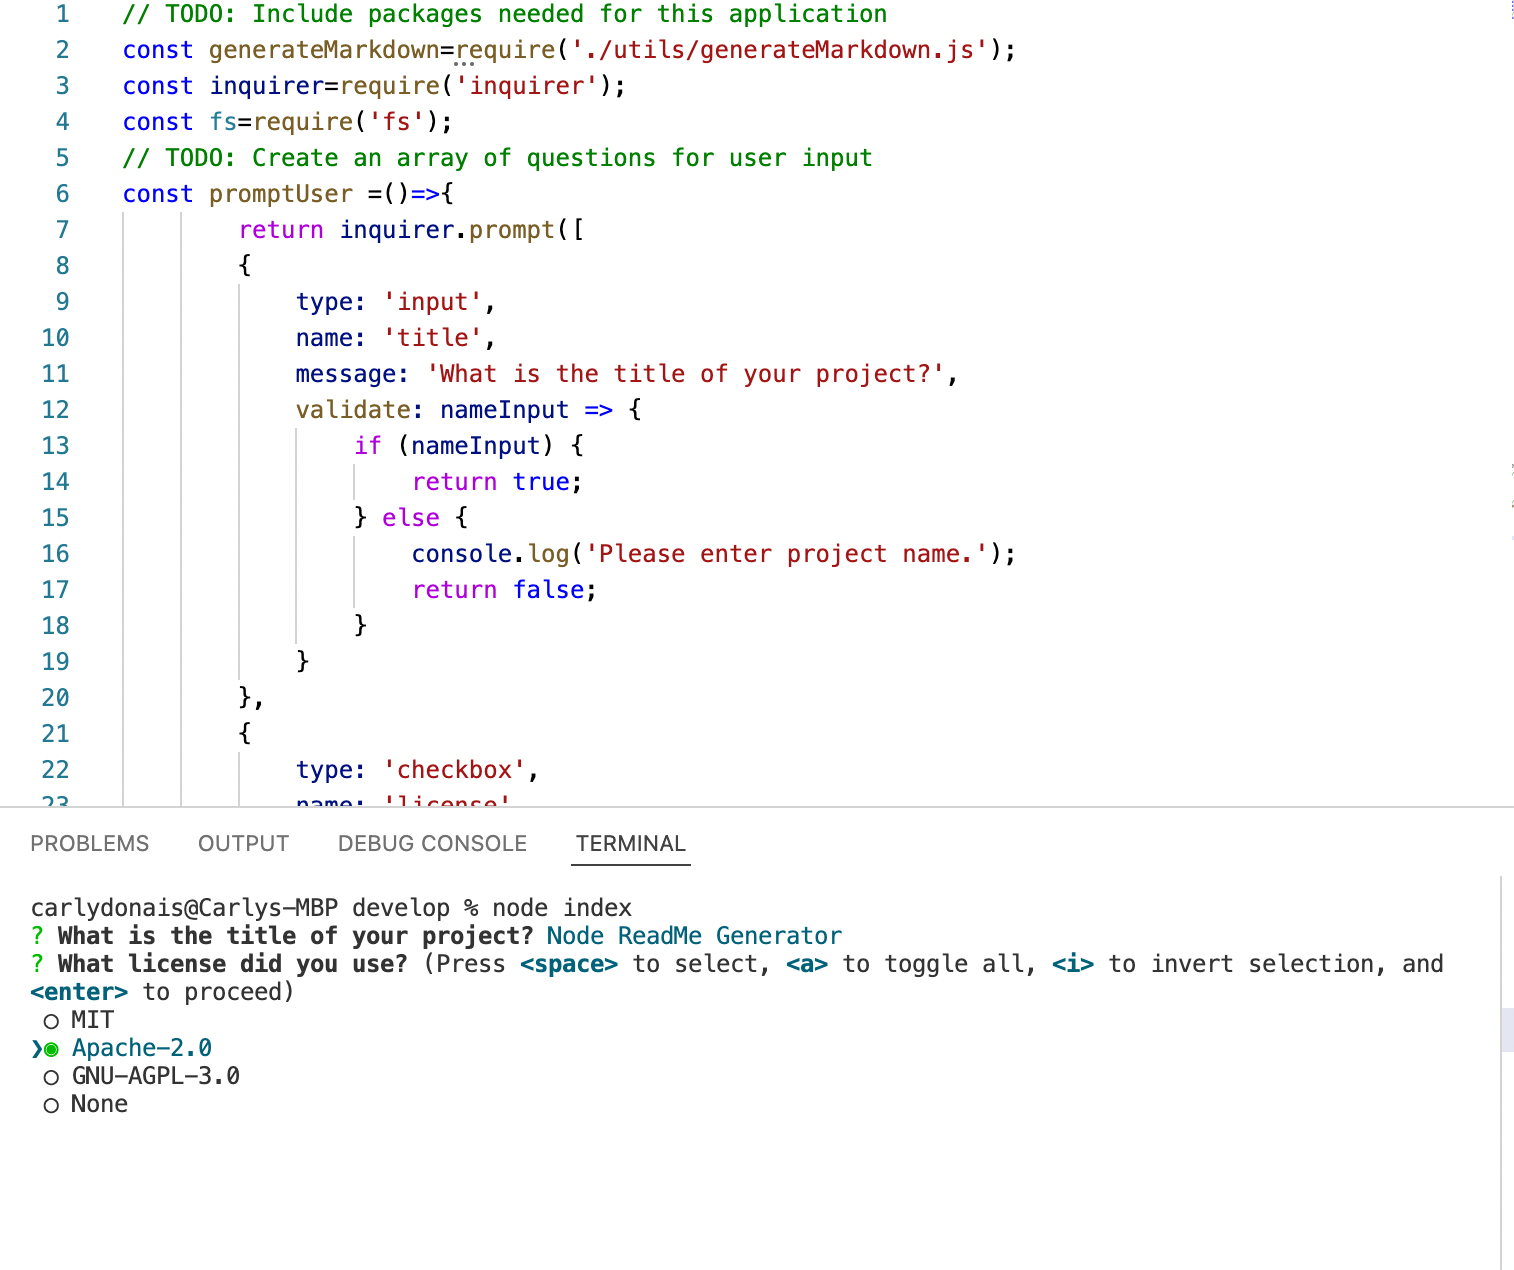 1 // TODO: Include packages needed for this application
2 const generateMarkdown=require('./utils/generateMarkdown.js');
3 const inquirer=require('inquirer');
4 const fs=require('fs');
5 // TODO: Create an array of questions for user input
6 const promptUser =()=>{
7 return inquirer.prompt([
8 {
9 type: 'input',
10 name: 'title',
11 message: 'What is the title of your project?',
12 validate: nameInput => {
13 if (nameInput) {
14 return true;
15 } else {
16 console.log('Please enter project name.');
17 return false;
18 }
19 }
20 },
21 {
22 type: 'checkbox',
23 name: 'license'
PROBLEMS OUTPUT DEBUG CONSOLE TERMINAL
carlydonais@Carlys-MBP develop % node index
? What is the title of your project? Node ReadMe Generator
? What license did you use? (Press <space> to select, <a> to toggle all, <i> to invert selection, and
<enter> to proceed)
◯ MIT
❯◉ Apache-2.0
◯ GNU-AGPL-3.0
◯ None